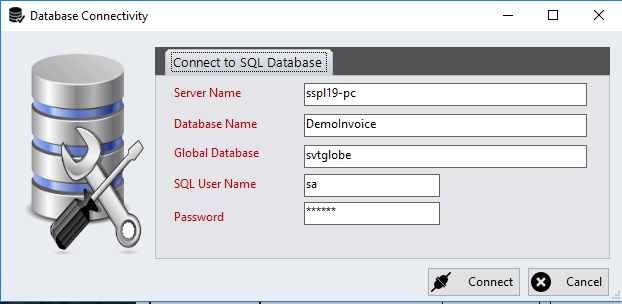 Database Connectivity
Connect to SQL Database
Server Name sspl19-pc
Database Name DemoInvoice
Global Database svtglobe
SQL User Name sa
Password ******
Connect Cancel